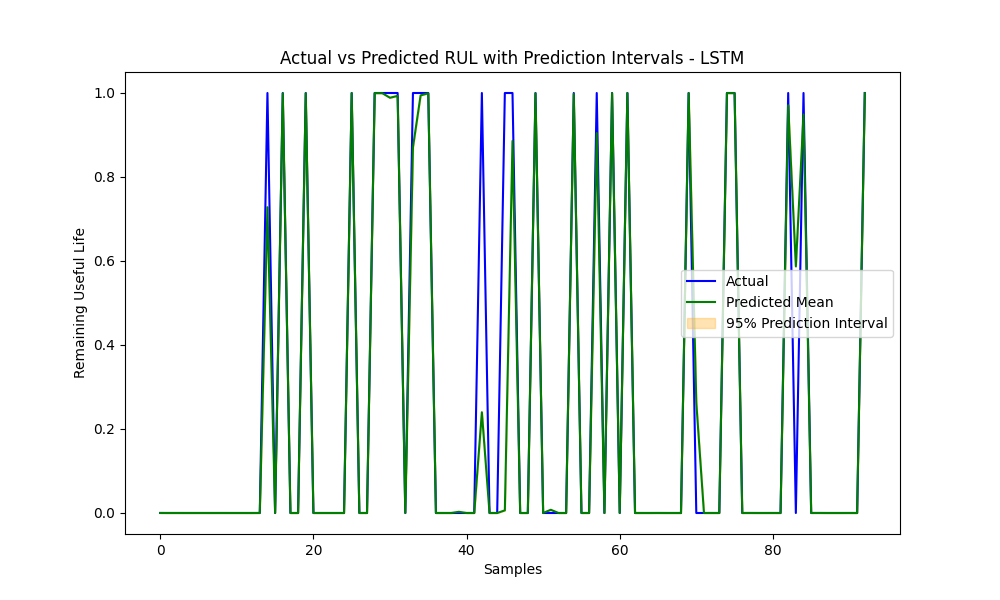 Actual vs Predicted RUL with Prediction Intervals - LSTM
1.0
0.8
0.6
0.4
0.2
0.0
Remaining Useful Life
Actual
Predicted Mean
95% Prediction Interval
0 20 40 60 80
Samples